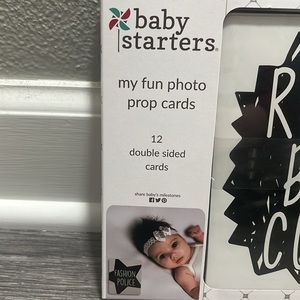 baby
starters®
my fun photo
prop cards
12
double sided
cards
share baby's milestones
FASHION
POLICE
R
B
C